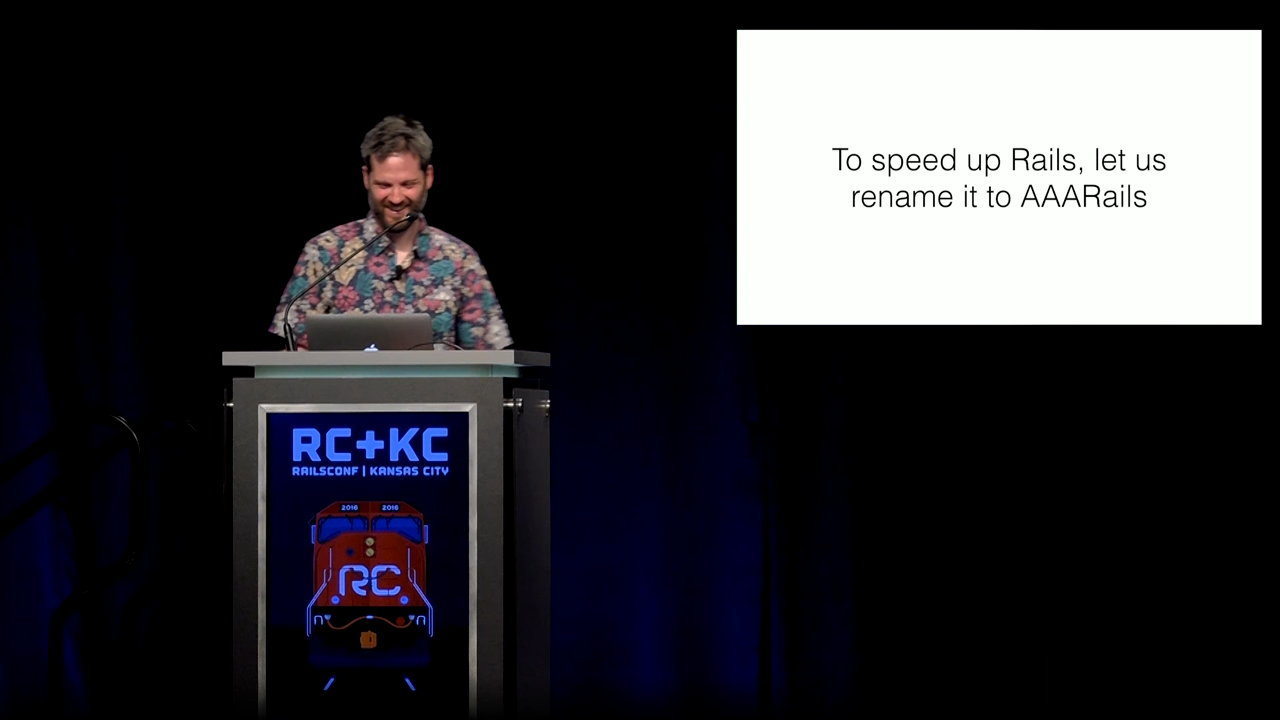 To speed up Rails, let us
rename it to AAARails
RC+KC
RAILSCONF | KANSAS CITY
2016 2016
RC